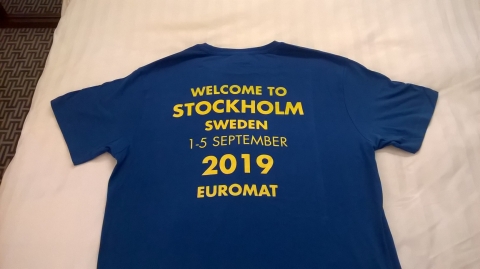 WELCOME TO
STOCKHOLM
SWEDEN
1-5 SEPTEMBER
2019
EUROMAT